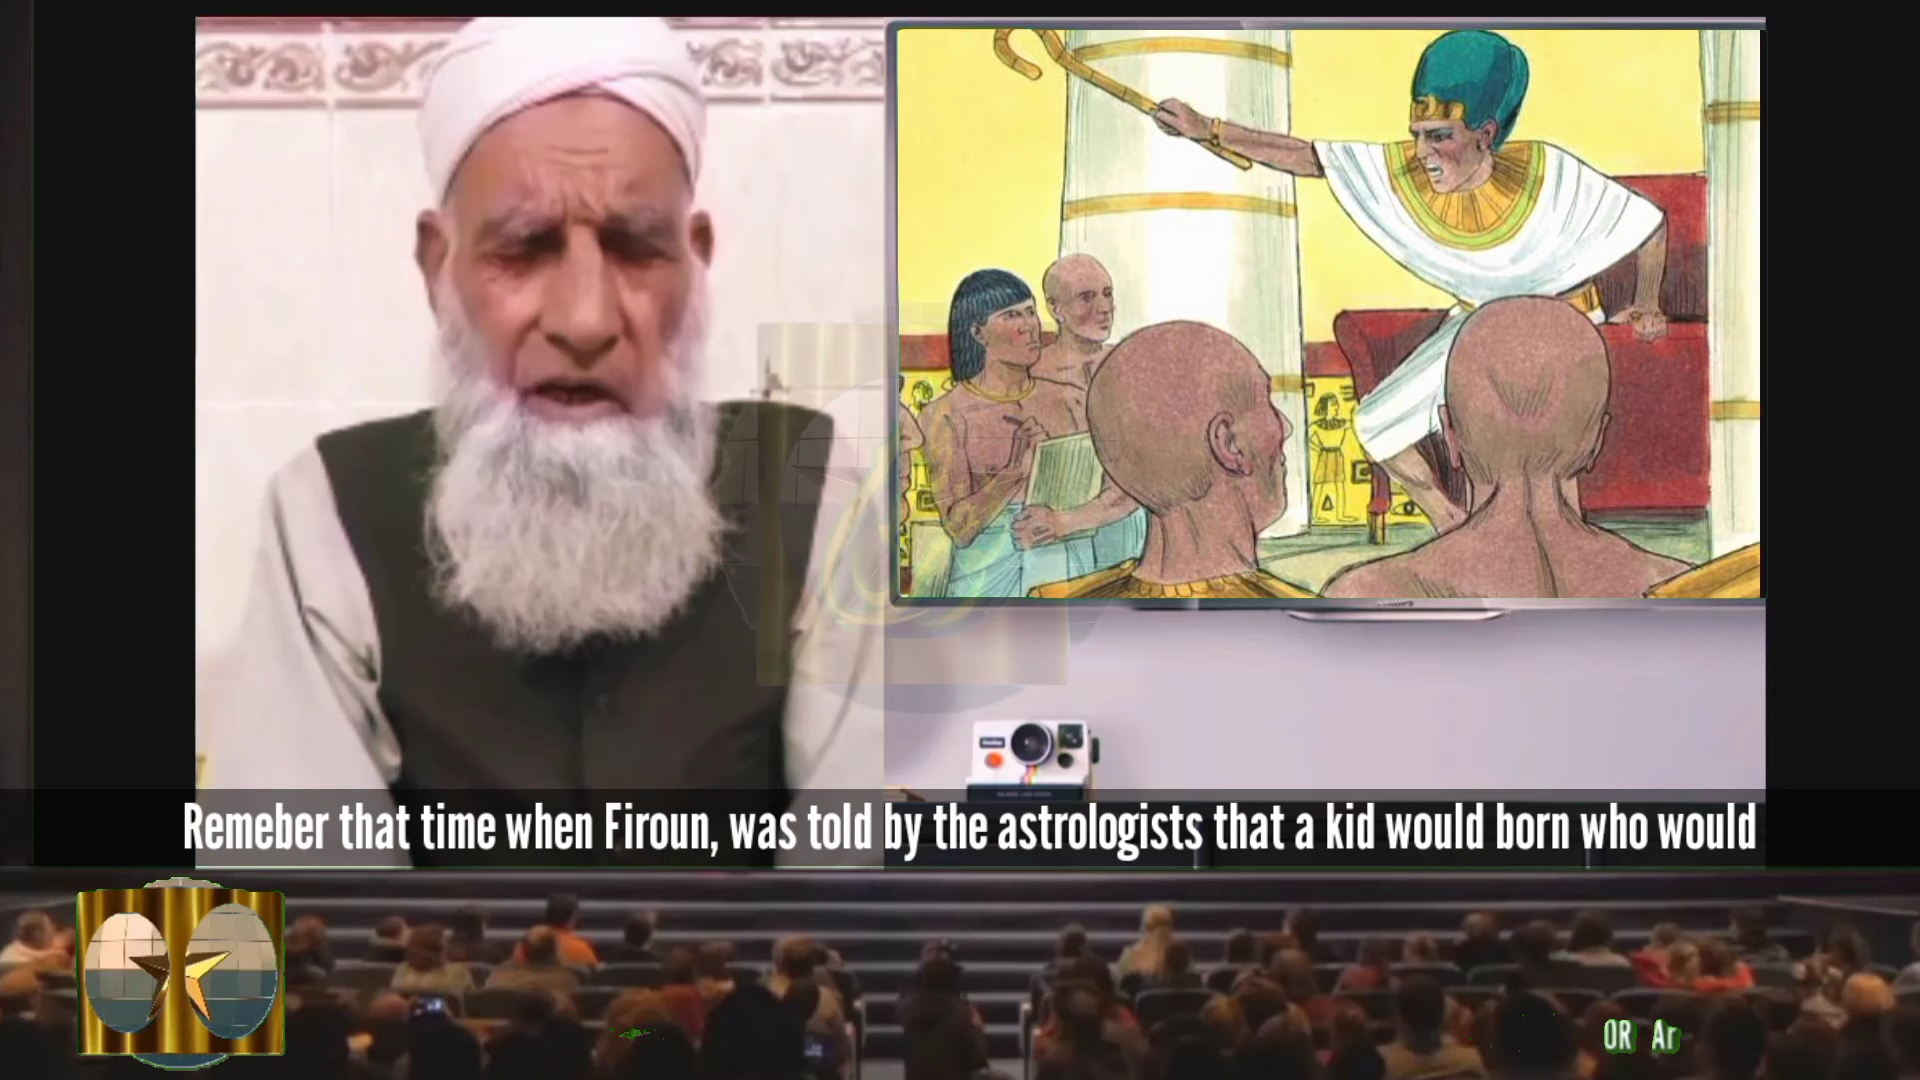 Remeber that time when Firoun, was told by the astrologists that a kid would born who would
OR Ar